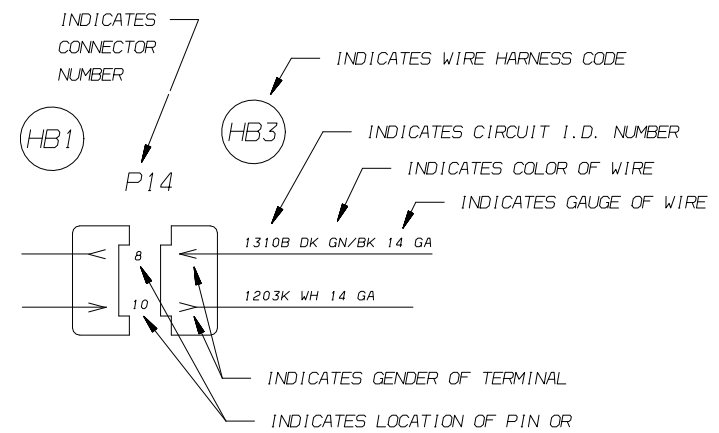 INDICATES
CONNECTOR
NUMBER
INDICATES WIRE HARNESS CODE
HB1
HB3
INDICATES CIRCUIT I.D. NUMBER
INDICATES COLOR OF WIRE
P14
INDICATES GAUGE OF WIRE
1310B DK GN/BK 14 GA
8
1203K WH 14 GA
10
INDICATES GENDER OF TERMINAL
INDICATES LOCATION OF PIN OR